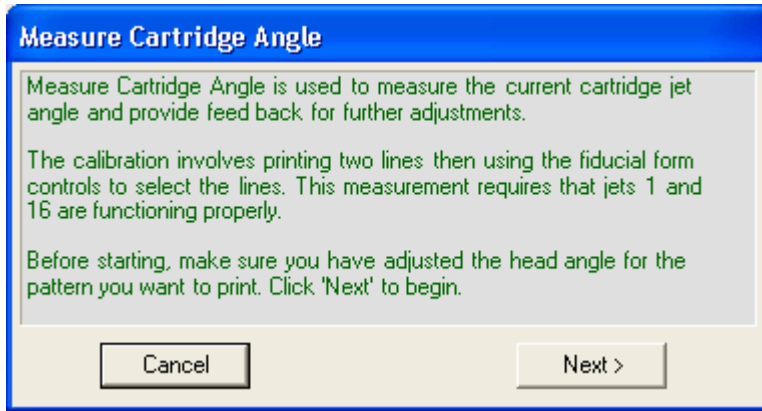 Measure Cartridge Angle
Measure Cartridge Angle is used to measure the current cartridge jet
angle and provide feed back for further adjustments.
The calibration involves printing two lines then using the fiducial form
controls to select the lines. This measurement requires that jets 1 and
16 are functioning properly.
Before starting, make sure you have adjusted the head angle for the
pattern you want to print. Click 'Next' to begin.
Cancel
Next >